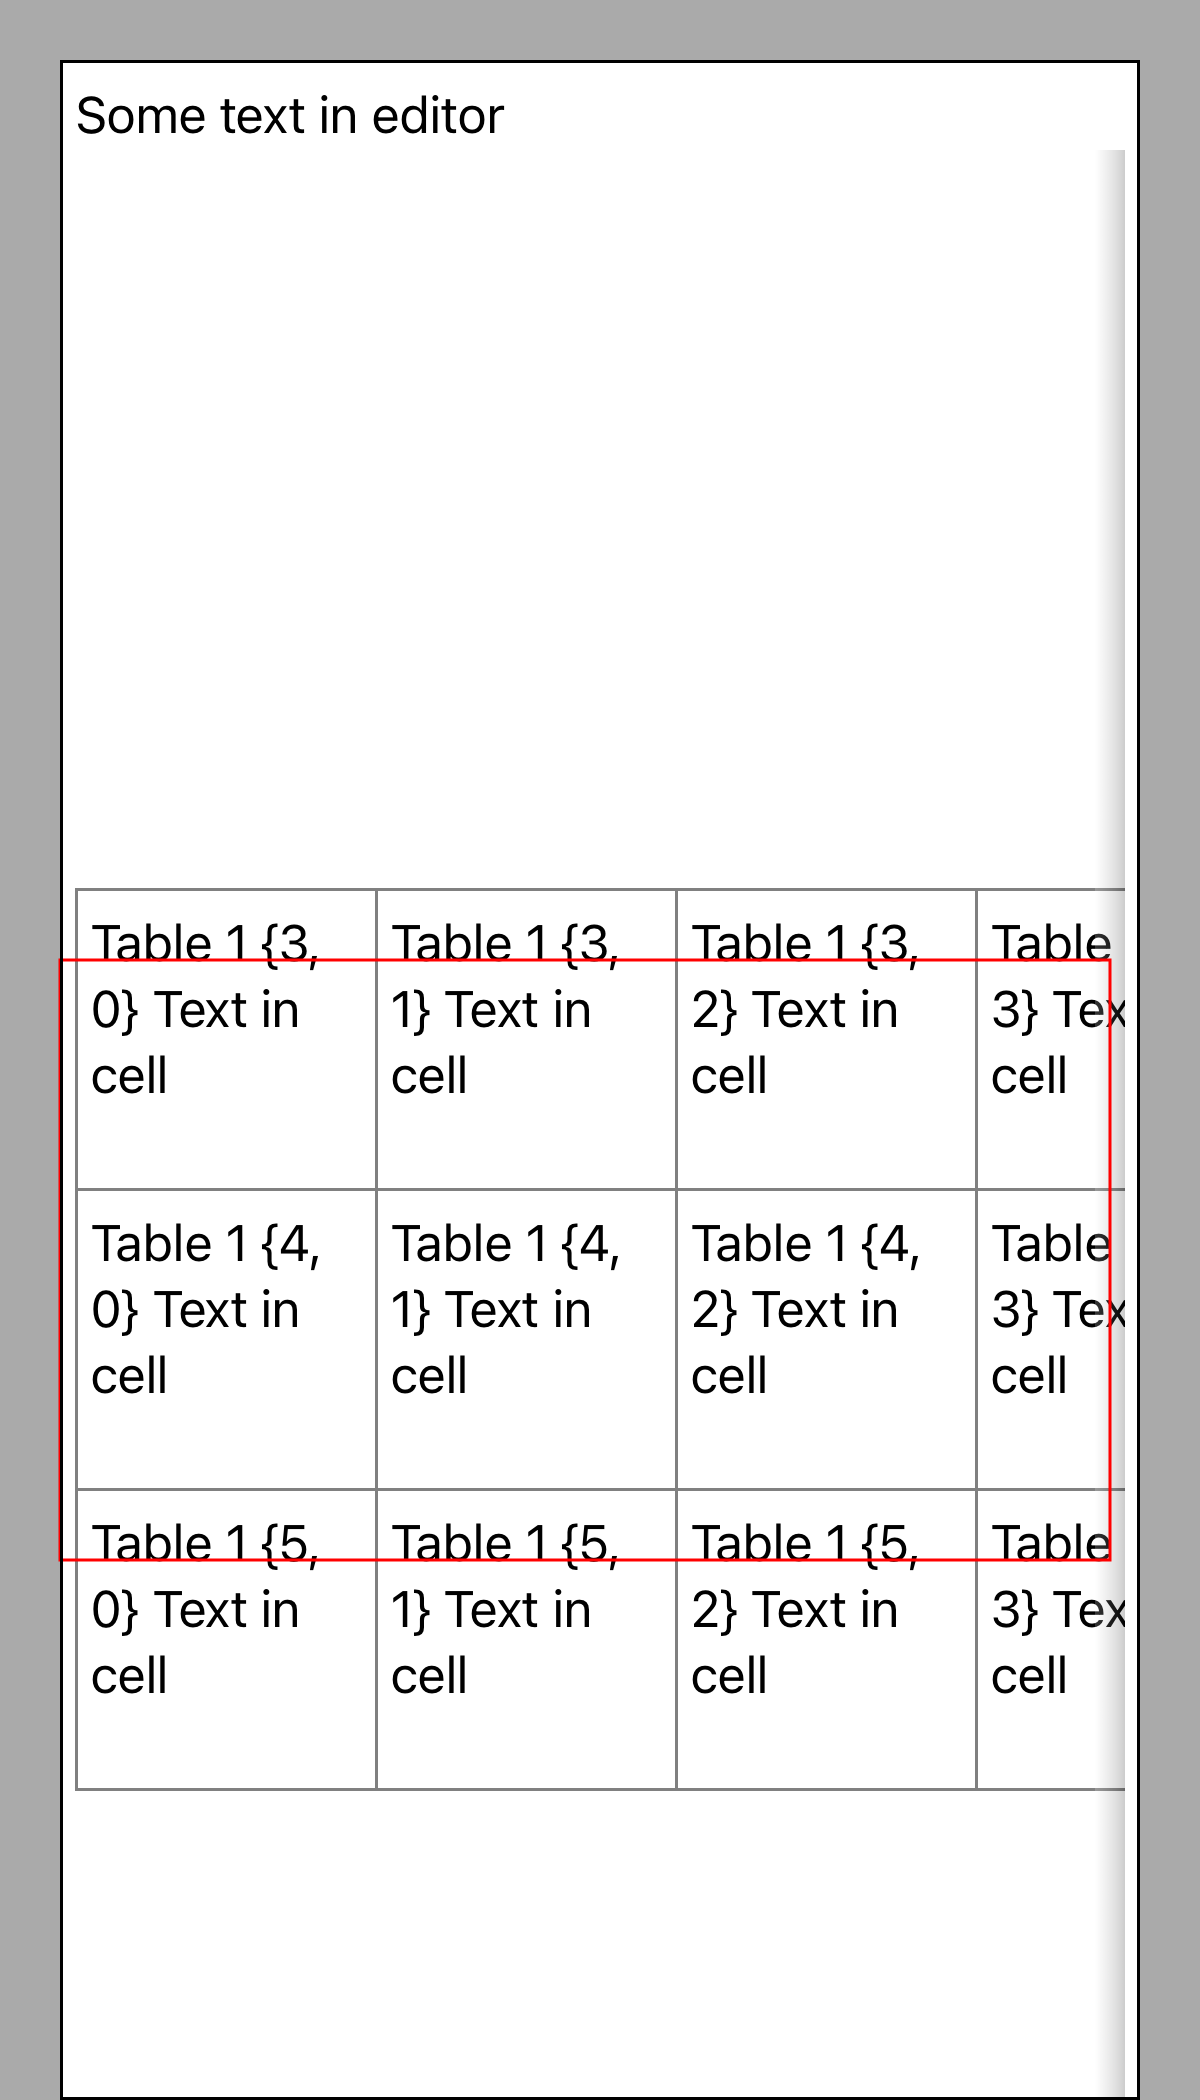 Some text in editor
Table 1 {3, Table 1 {3, Table 1 {3, Table
0} Text in 1} Text in 2} Text in 3}
cell cell cell cell
Table 1 {4, Table 1 {4, Table 1 {4, Table
0} Text in 1} Text in 2} Text in 3}
cell cell cell cell
Table 1 {5, Table 1 {5, Table 1 {5, Table
0} Text in 1} Text in 2} Text in 3}
cell cell cell cell